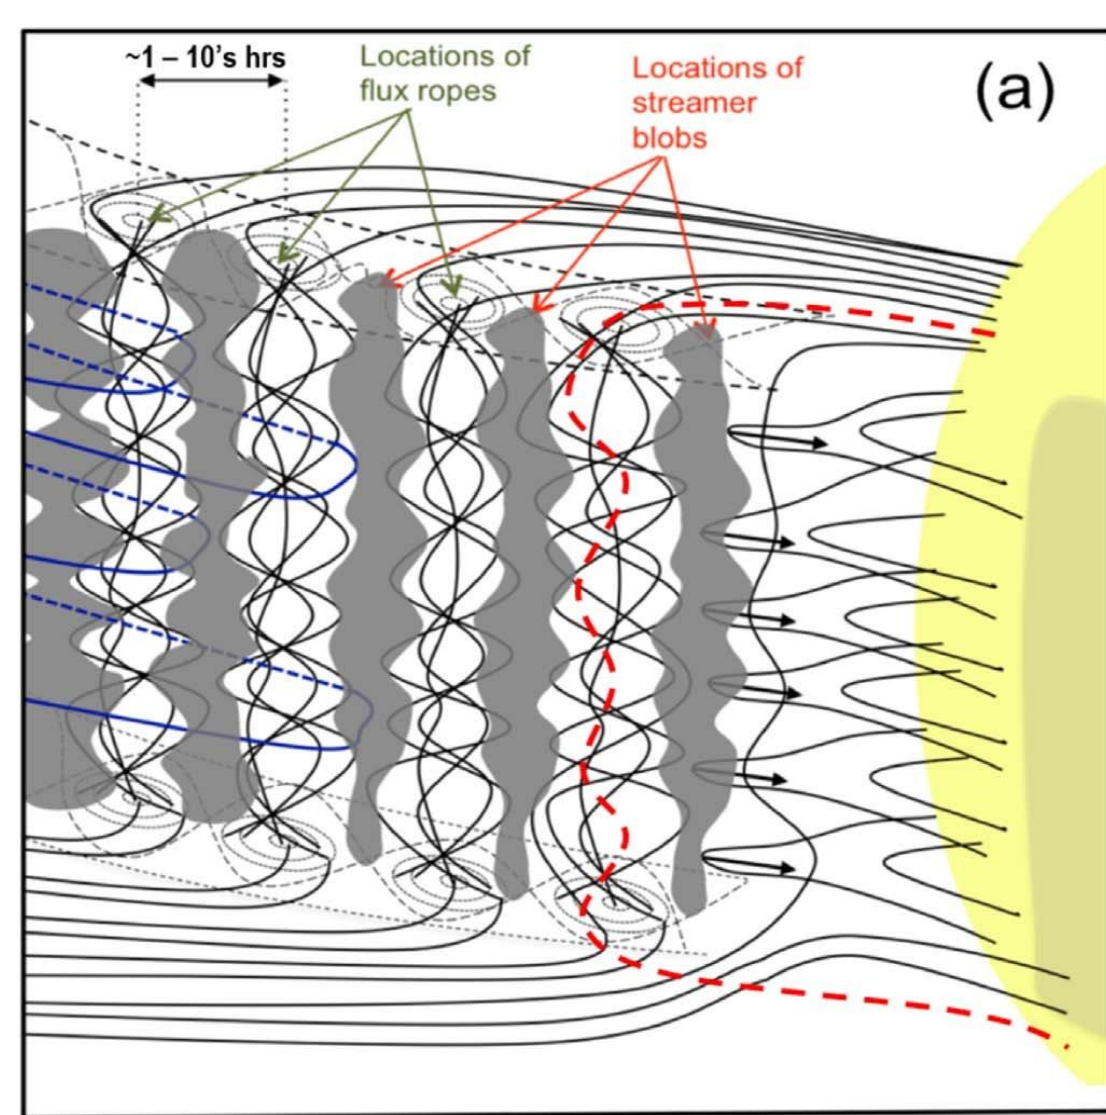 ~1 – 10’s hrs
Locations of
flux ropes
Locations of
streamer
blobs
(a)